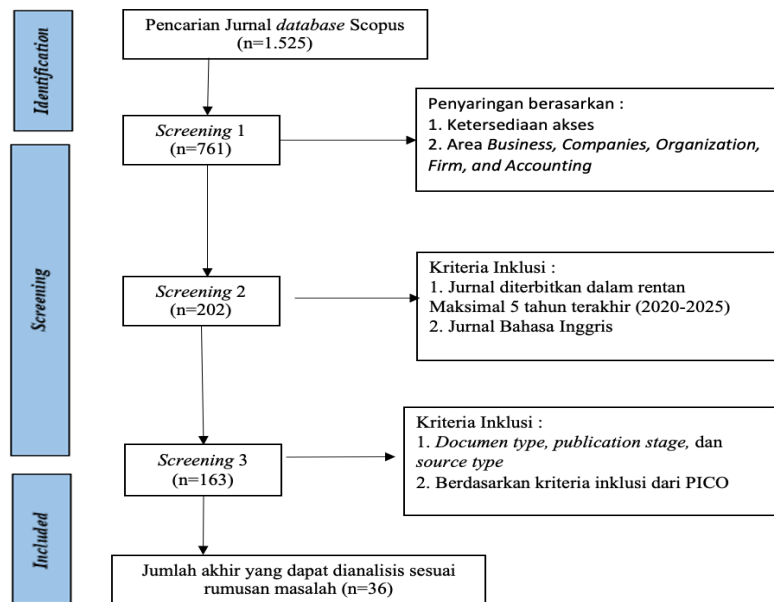 Identification
Pencarian Jurnal database Scopus
(n=1.525)
Screening 1
(n=761)
Penyaringan berasarkan :
1. Ketersediaan akses
2. Area Business, Companies, Organization,
Firm, and Accounting
Screening
Screening 2
(n=202)
Kriteria Inklusi :
1. Jurnal diterbitkan dalam rentan
Maksimal 5 tahun terakhir (2020-2025)
2. Jurnal Bahasa Inggris
Screening 3
(n=163)
Kriteria Inklusi :
1. Documen type, publication stage, dan
source type
2. Berdasarkan kriteria inklusi dari PICO
Included
Jumlah akhir yang dapat dianalisis sesuai
rumusan masalah (n=36)